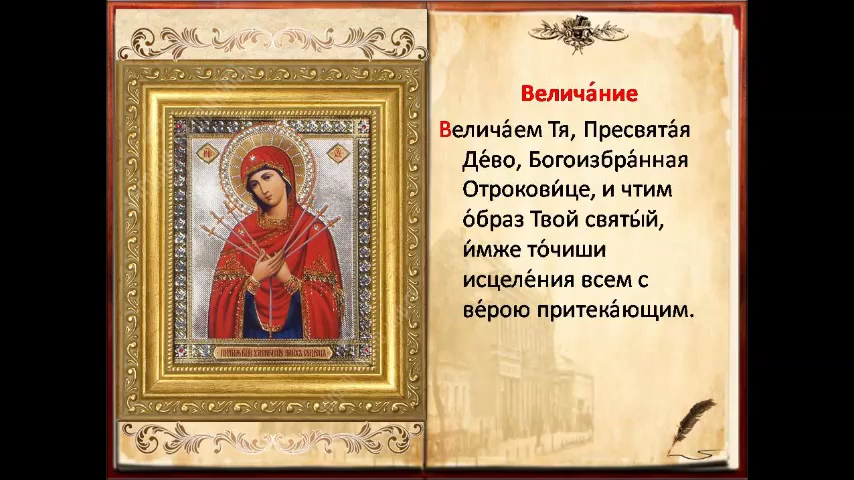 Велича́ние
Велича́ем Тя, Пресвята́я
Де́во, Богоизбра́нная
Отрокови́це, и чтим
о́браз Твой святы́й,
и́мже то́чиши
исцеле́ния всем с
ве́рою притека́ющим.